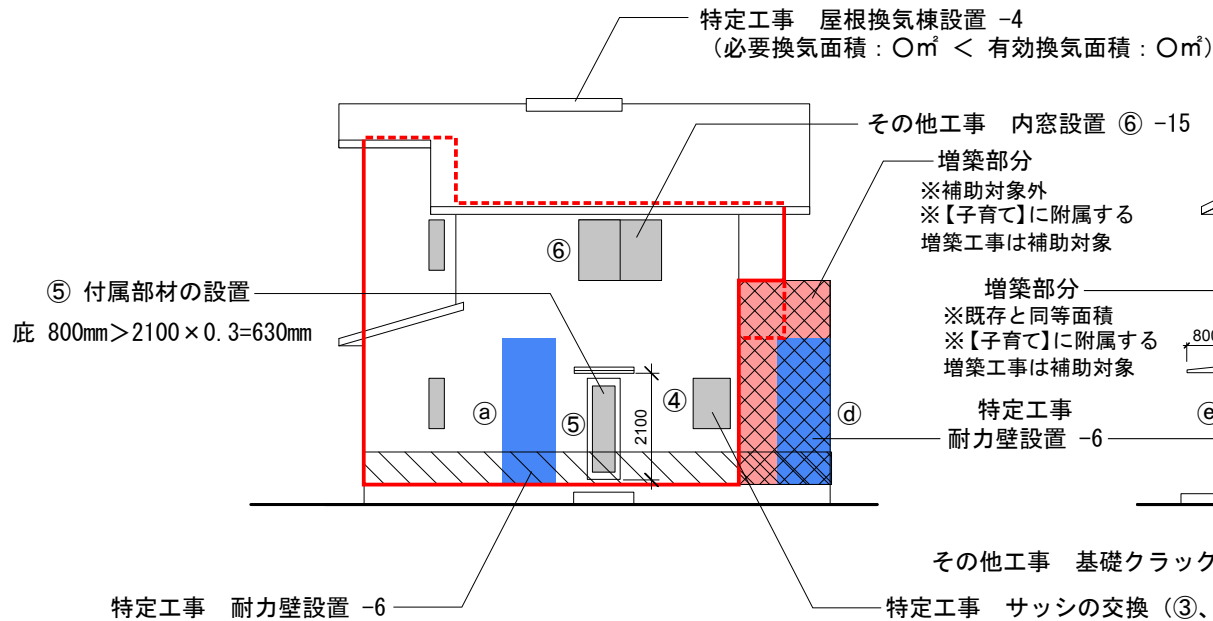 特定工事 屋根換気棟設置 -4
(必要換気面積：〇㎡ ＜ 有効換気面積：〇㎡)
その他工事 内窓設置 ⑥ -15
増築部分
※補助対象外
※【子育て】に附属する
増築工事は補助対象
⑥
⑤ 付属部材の設置
庇 800mm＞2100×0.3=630mm
増築部分
※既存と同等面積
※【子育て】に附属する
増築工事は補助対象
800
ⓐ
⑤
2100
④
ⓓ
特定工事
耐力壁設置 -6
ⓔ
その他工事 基礎クラック
特定工事 耐力壁設置 -6
特定工事 サッシの交換（③、